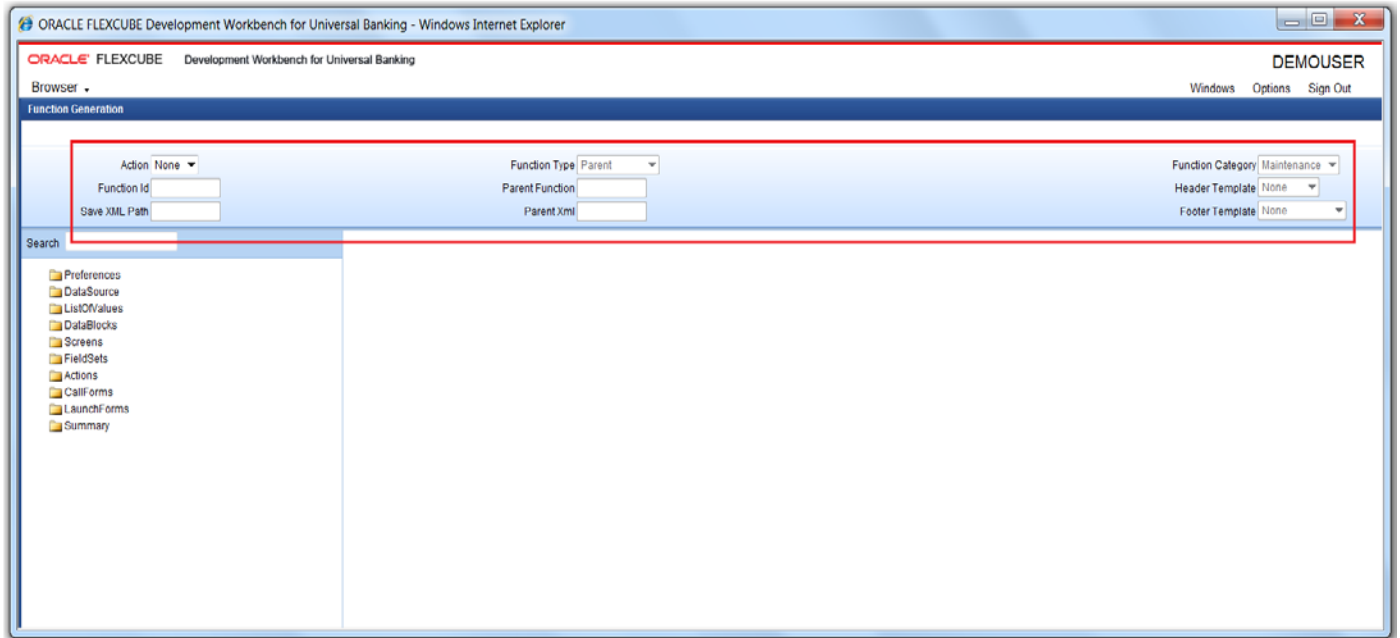 ORACLE FLEXCUBE Development Workbench for Universal Banking - Windows Internet Explorer
X
ORACLE FLEXCUBE Development Workbench for Universal Banking DEMOUSER
Browser Windows Options Sign Out
Function Generation
Action None Function Type Parent Function Category Maintenance
Function Id Parent Function Header Template None
Save XML Path Parent Xml Footer Template None
Search
Preferences
DataSource
ListOfValues
DataBlocks
Screens
FieldSets
Actions
CallForms
LaunchForms
Summary